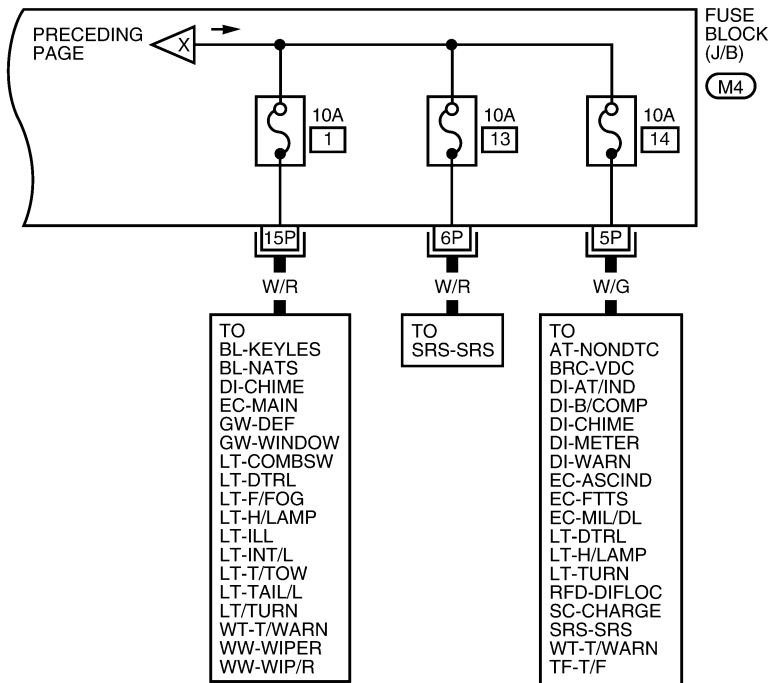 PRECEDING
PAGE
X
FUSE
BLOCK
(J/B)
M4
10A
1
10A
13
10A
14
15P
6P
5P
W/R
W/R
W/G
TO
BL-KEYLES
BL-NATS
DI-CHIME
EC-MAIN
GW-DEF
GW-WINDOW
LT-COMBSW
LT-DTRL
LT-F/FOG
LT-H/LAMP
LT-ILL
LT-INT/L
LT-T/TOW
LT-TAIL/L
LT/TURN
WT-T/WARN
WW-WIPER
WW-WIP/R
TO
SRS-SRS
TO
AT-NONDTC
BRC-VDC
DI-AT/IND
DI-B/COMP
DI-CHIME
DI-METER
DI-WARN
EC-ASCIND
EC-FTTS
EC-MIL/DL
LT-DTRL
LT-H/LAMP
LT-TURN
RFD-DIFLOC
SC-CHARGE
SRS-SRS
WT-T/WARN
TF-T/F